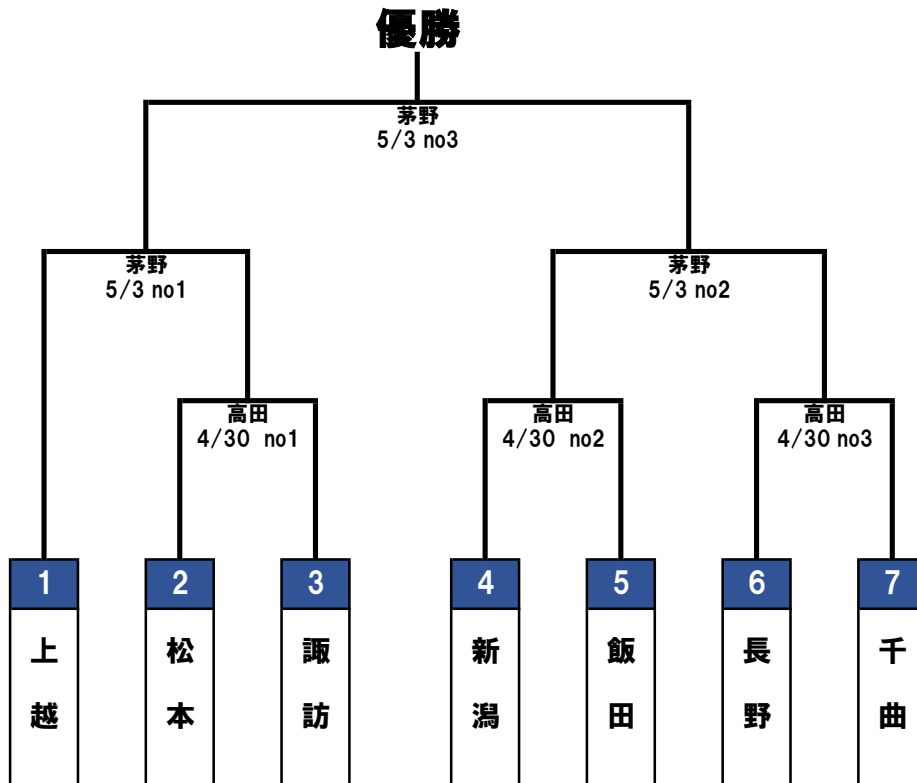 優勝
茅野
5/3 no3
茅野
5/3 no1
茅野
5/3 no2
高田
4/30 no1
高田
4/30 no2
高田
4/30 no3
1
2
3
4
5
6
7
上越
松本
諏訪
新潟
飯田
長野
千曲